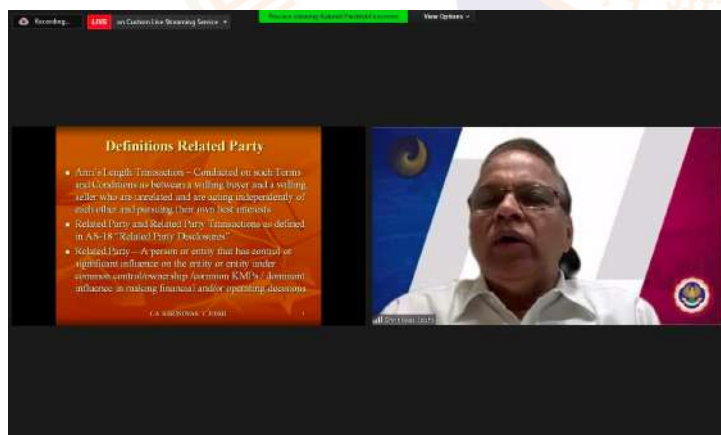 Recording...
LIVE on Custom Live Streaming Service
View Options
Definitions Related Party
Arm's Length Transaction – Conducted on such Terms
and Conditions as between a willing buyer and a willing
seller who are unrelated and are acting independently of
each other and pursuing their own best interests
Related Party and Related Party Transactions as defined
in AS-18 "Related Party Disclosures"
Related Party – A person or entity that has control or
significant influence on the entity or entity under
common control/ownership /common KMPs / dominant
influence in making financial and/or operating decisions
CA SHRINIWAS Y. JOSHI
Shriniwas Joshi